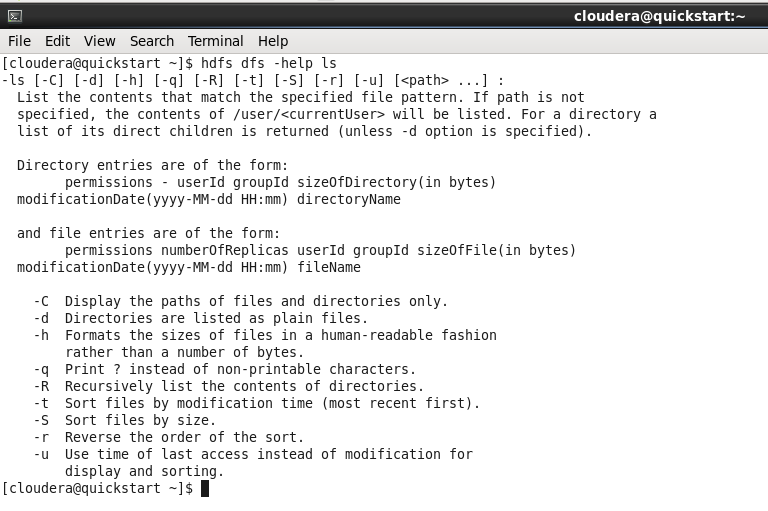 cloudera@quickstart:~
File Edit View Search Terminal Help
[cloudera@quickstart ~]$ hdfs dfs -help ls
-ls [-C] [-d] [-h] [-q] [-R] [-t] [-S] [-r] [-u] [<path> ...] :
  List the contents that match the specified file pattern. If path is not
  specified, the contents of /user/<currentUser> will be listed. For a directory a
  list of its direct children is returned (unless -d option is specified).

  Directory entries are of the form:
        permissions - userId groupId sizeOfDirectory(in bytes)
  modificationDate(yyyy-MM-dd HH:mm) directoryName

  and file entries are of the form:
        permissions numberOfReplicas userId groupId sizeOfFile(in bytes)
  modificationDate(yyyy-MM-dd HH:mm) fileName

    -C  Display the paths of files and directories only.
    -d  Directories are listed as plain files.
    -h  Formats the sizes of files in a human-readable fashion
        rather than a number of bytes.
    -q  Print ? instead of non-printable characters.
    -R  Recursively list the contents of directories.
    -t  Sort files by modification time (most recent first).
    -S  Sort files by size.
    -r  Reverse the order of the sort.
    -u  Use time of last access instead of modification for
        display and sorting.
[cloudera@quickstart ~]$